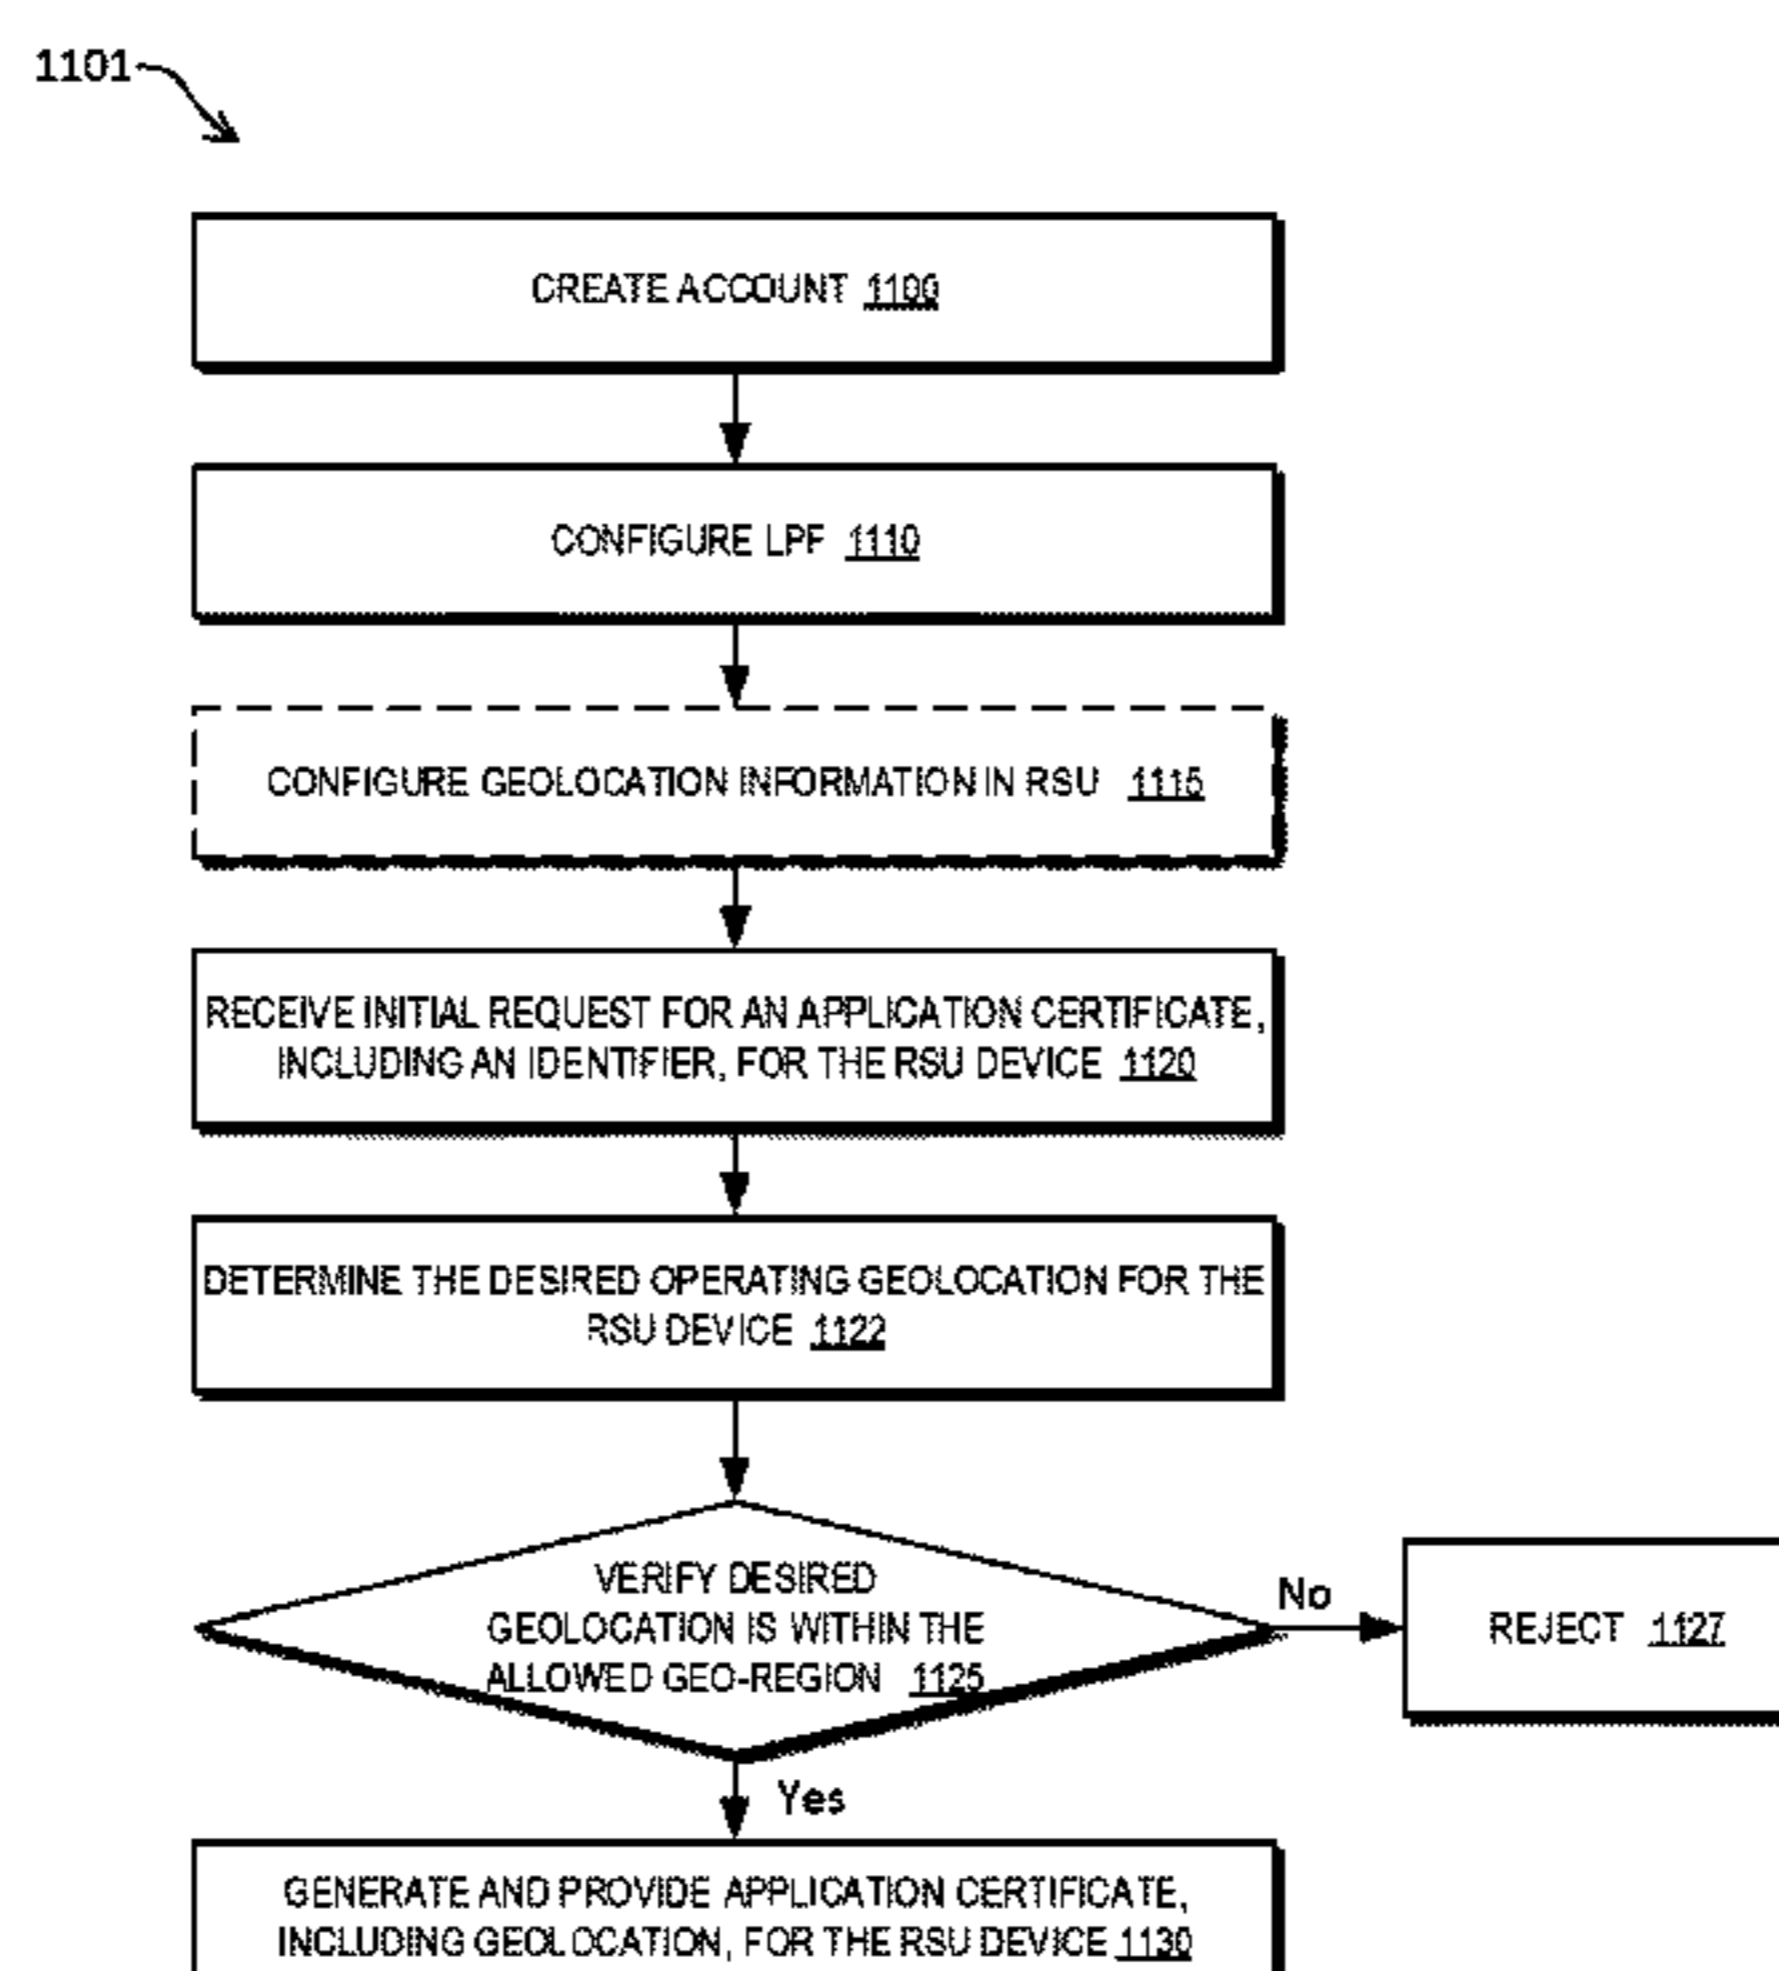 1101
CREATE ACCOUNT 1100
CONFIGURE LPF 1110
CONFIGURE GEOLOCATION INFORMATION IN RSU 1115
RECEIVE INITIAL REQUEST FOR AN APPLICATION CERTIFICATE,
INCLUDING AN IDENTIFIER, FOR THE RSU DEVICE 1120
DETERMINE THE DESIRED OPERATING GEOLOCATION FOR THE
RSU DEVICE 1122
VERIFY DESIRED
GEOLOCATION IS WITHIN THE
ALLOWED GEO-REGION 1125
No
REJECT 1127
Yes
GENERATE AND PROVIDE APPLICATION CERTIFICATE,
INCLUDING GEOLOCATION, FOR THE RSU DEVICE 1130